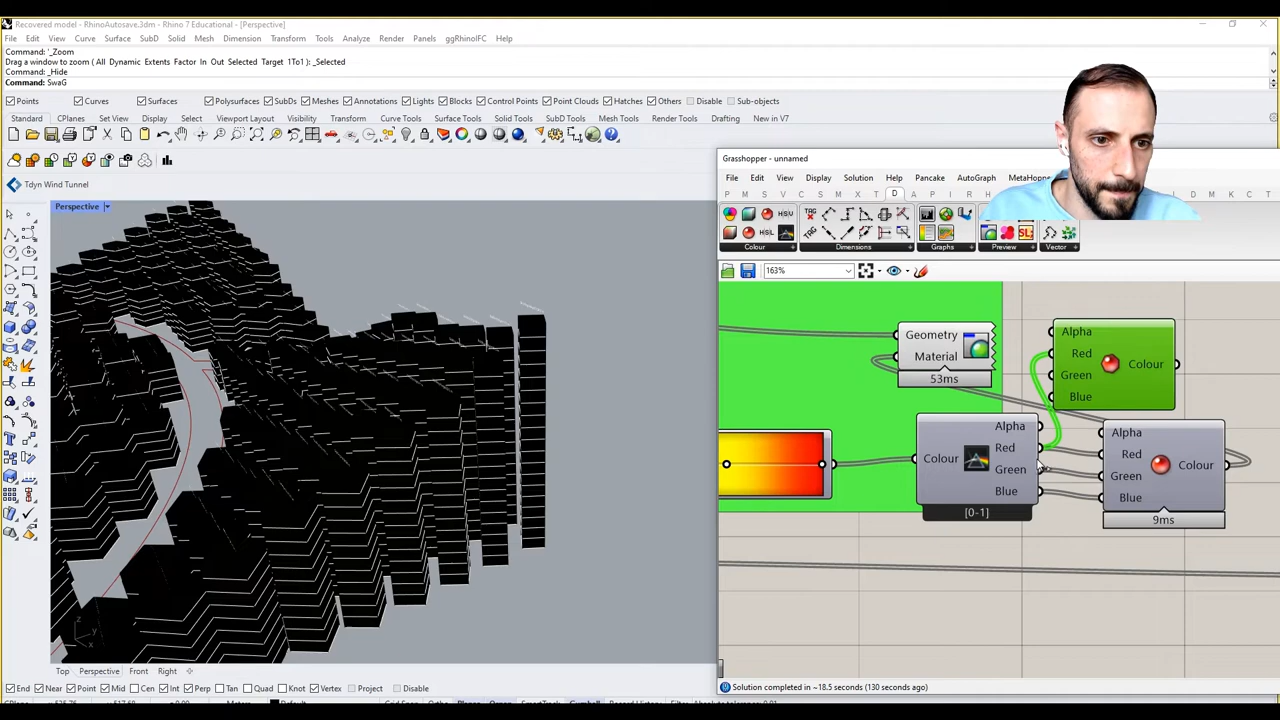 Recovered model - RhinoAutosave.3dm - Rhino 7 Educational - [Perspective]
File Edit View Curve Surface SubD Solid Mesh Dimension Transform Tools Analyze Render Panels ggRhinoIFC Help
Command: '_Zoom
Drag a window to zoom ( All Dynamic Extents Factor In Out Selected Target 1To1 ): _Selected
Command: _Hide
Command: SwaG
Points Curves Surfaces Polysurfaces SubDs Meshes Annotations Lights Blocks Control Points Point Clouds Hatches Others Disable Sub-objects
Standard CPlanes Set View Display Select Viewport Layout Visibility Transform Curve Tools Surface Tools Solid Tools SubD Tools Mesh Tools Render Tools Drafting New in V7
Tdyn Wind Tunnel
Perspective
Grasshopper - unnamed
File Edit View Display Solution Help Pancake AutoGraph MetaHopper
Colour Dimensions Graphs Preview Vector
163%
Geometry
Material
53ms
Alpha
Red
Green
Blue
Colour
Colour
Alpha
Red
Green
Blue
[0-1]
Alpha
Red
Green
Blue
Colour
9ms
Top Perspective Front Right
End Near Point Mid Cen Int Perp Tan Quad Knot Vertex Project Disable
Solution completed in ~18.5 seconds (130 seconds ago)